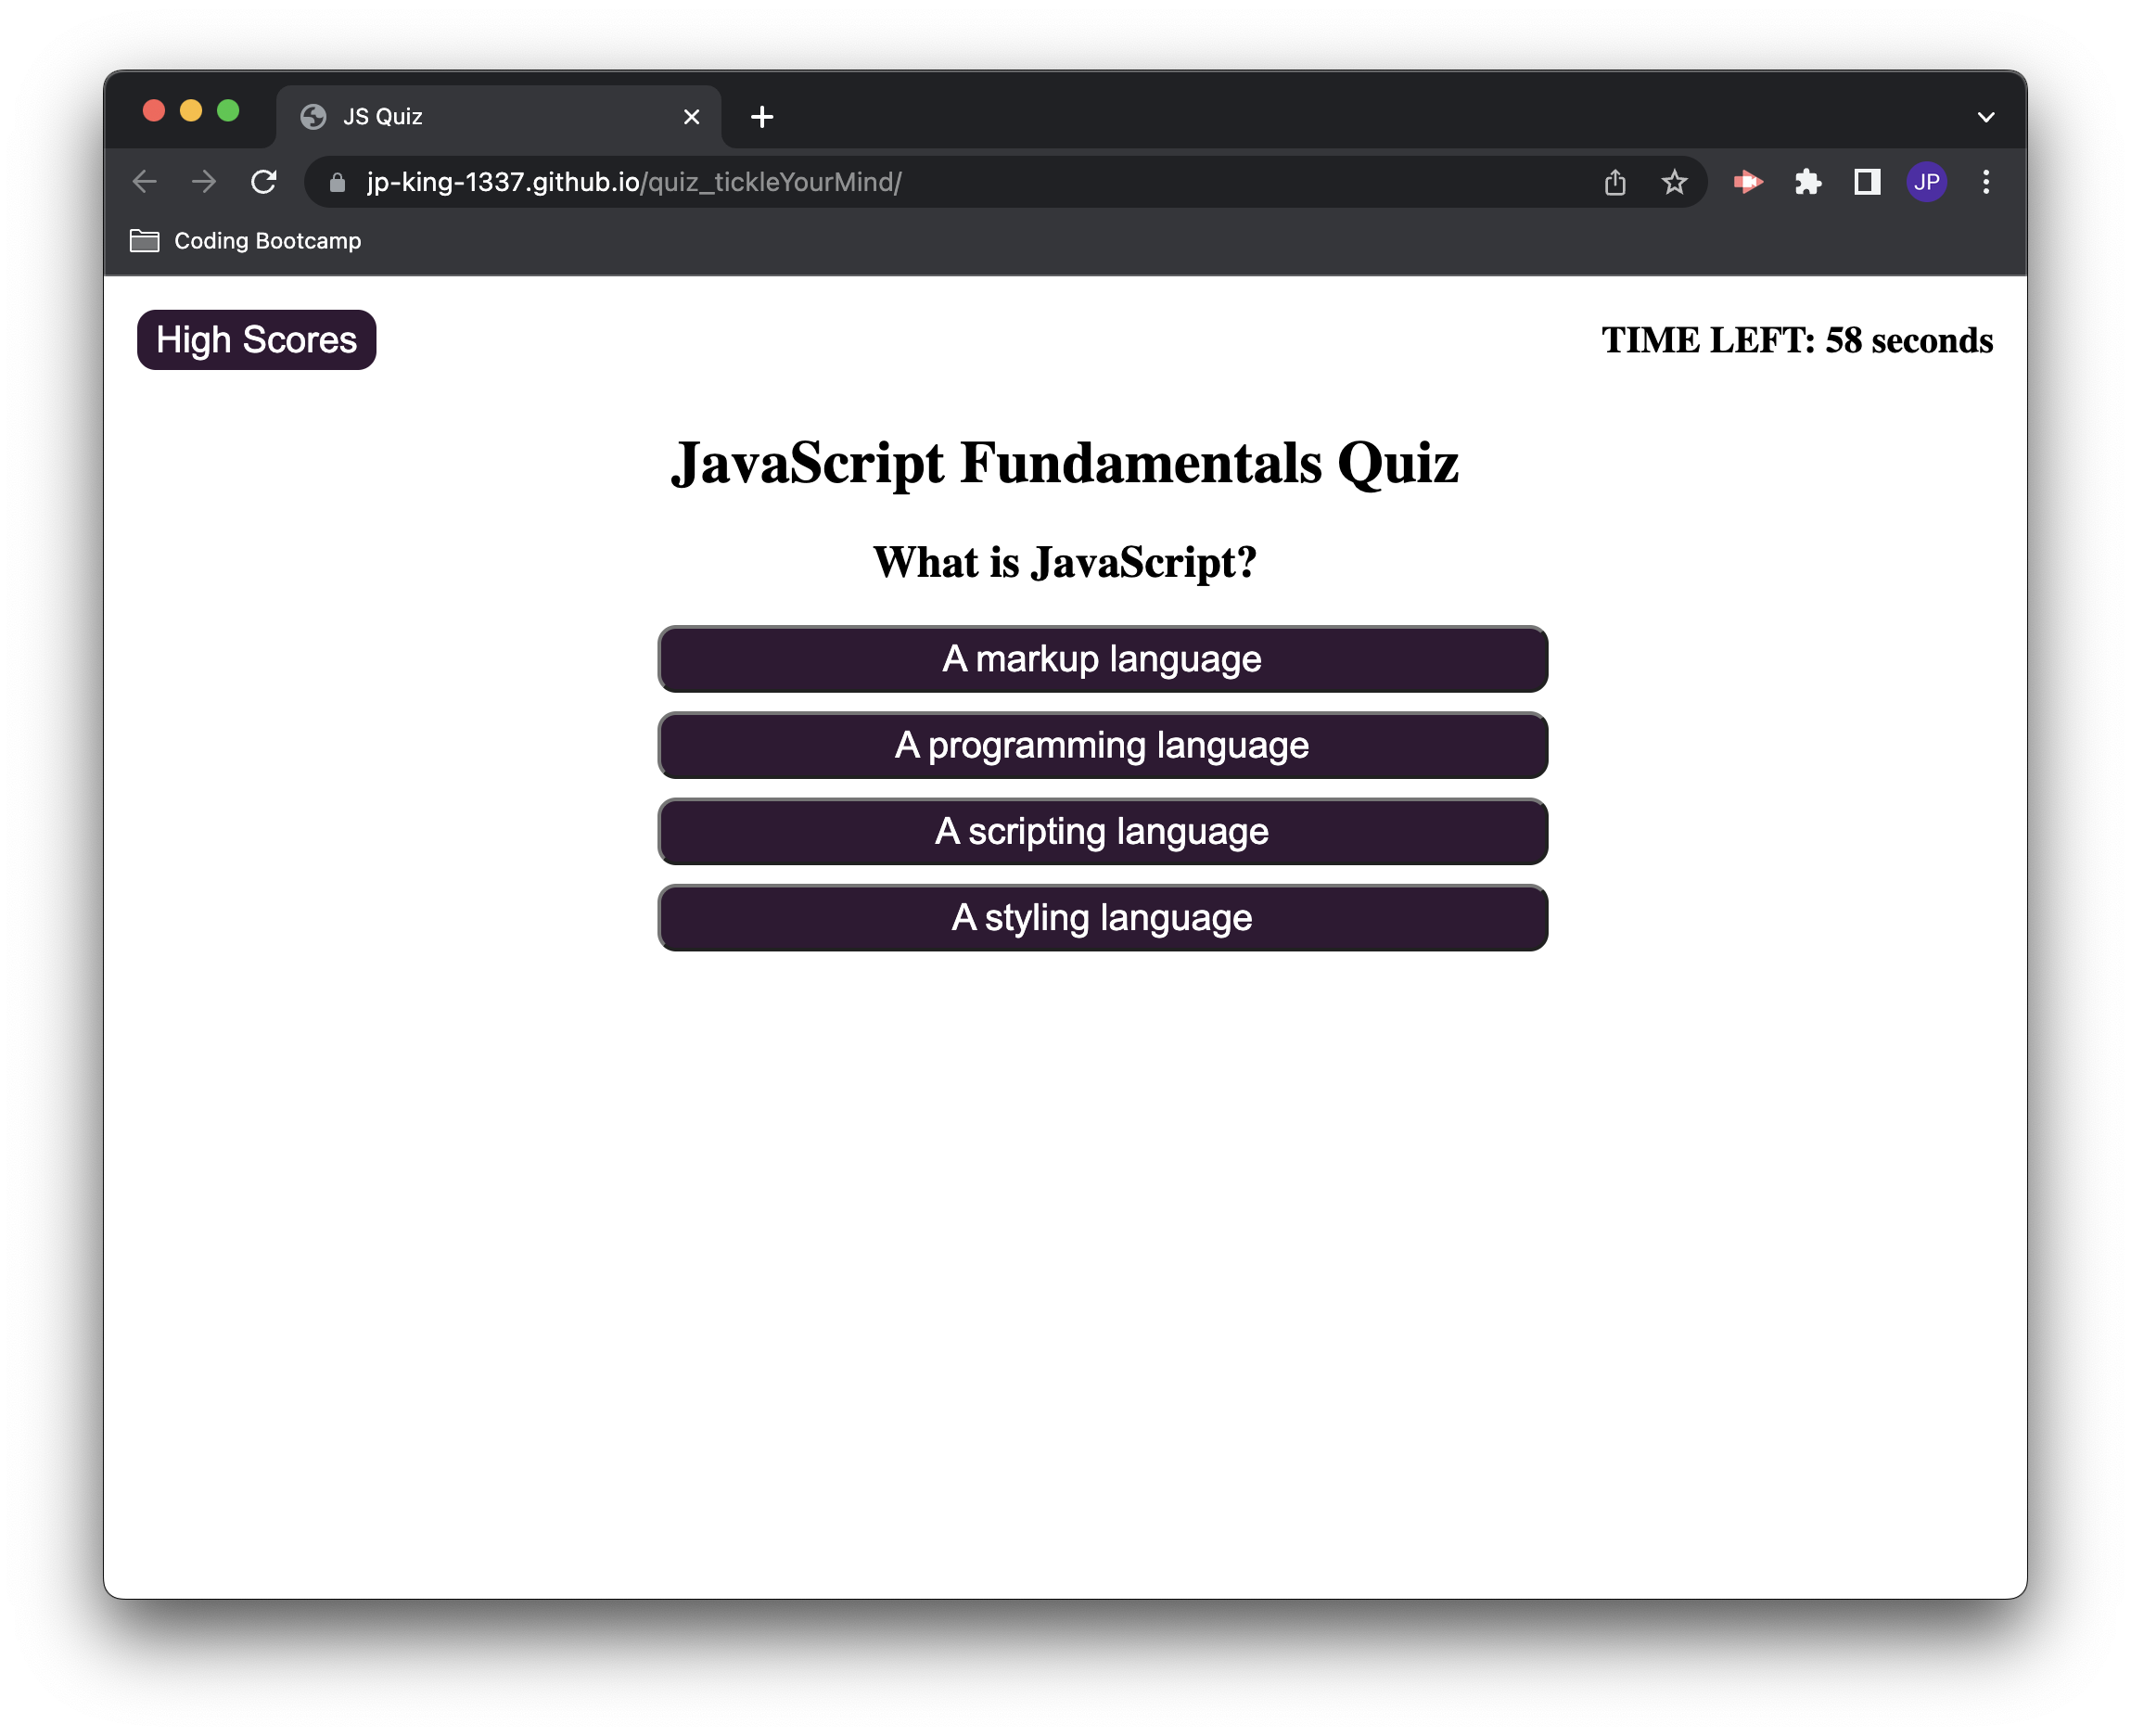 JS Quiz
jp-king-1337.github.io/quiz_tickleYourMind/
JP
Coding Bootcamp
High Scores
TIME LEFT: 58 seconds
JavaScript Fundamentals Quiz
What is JavaScript?
A markup language
A programming language
A scripting language
A styling language